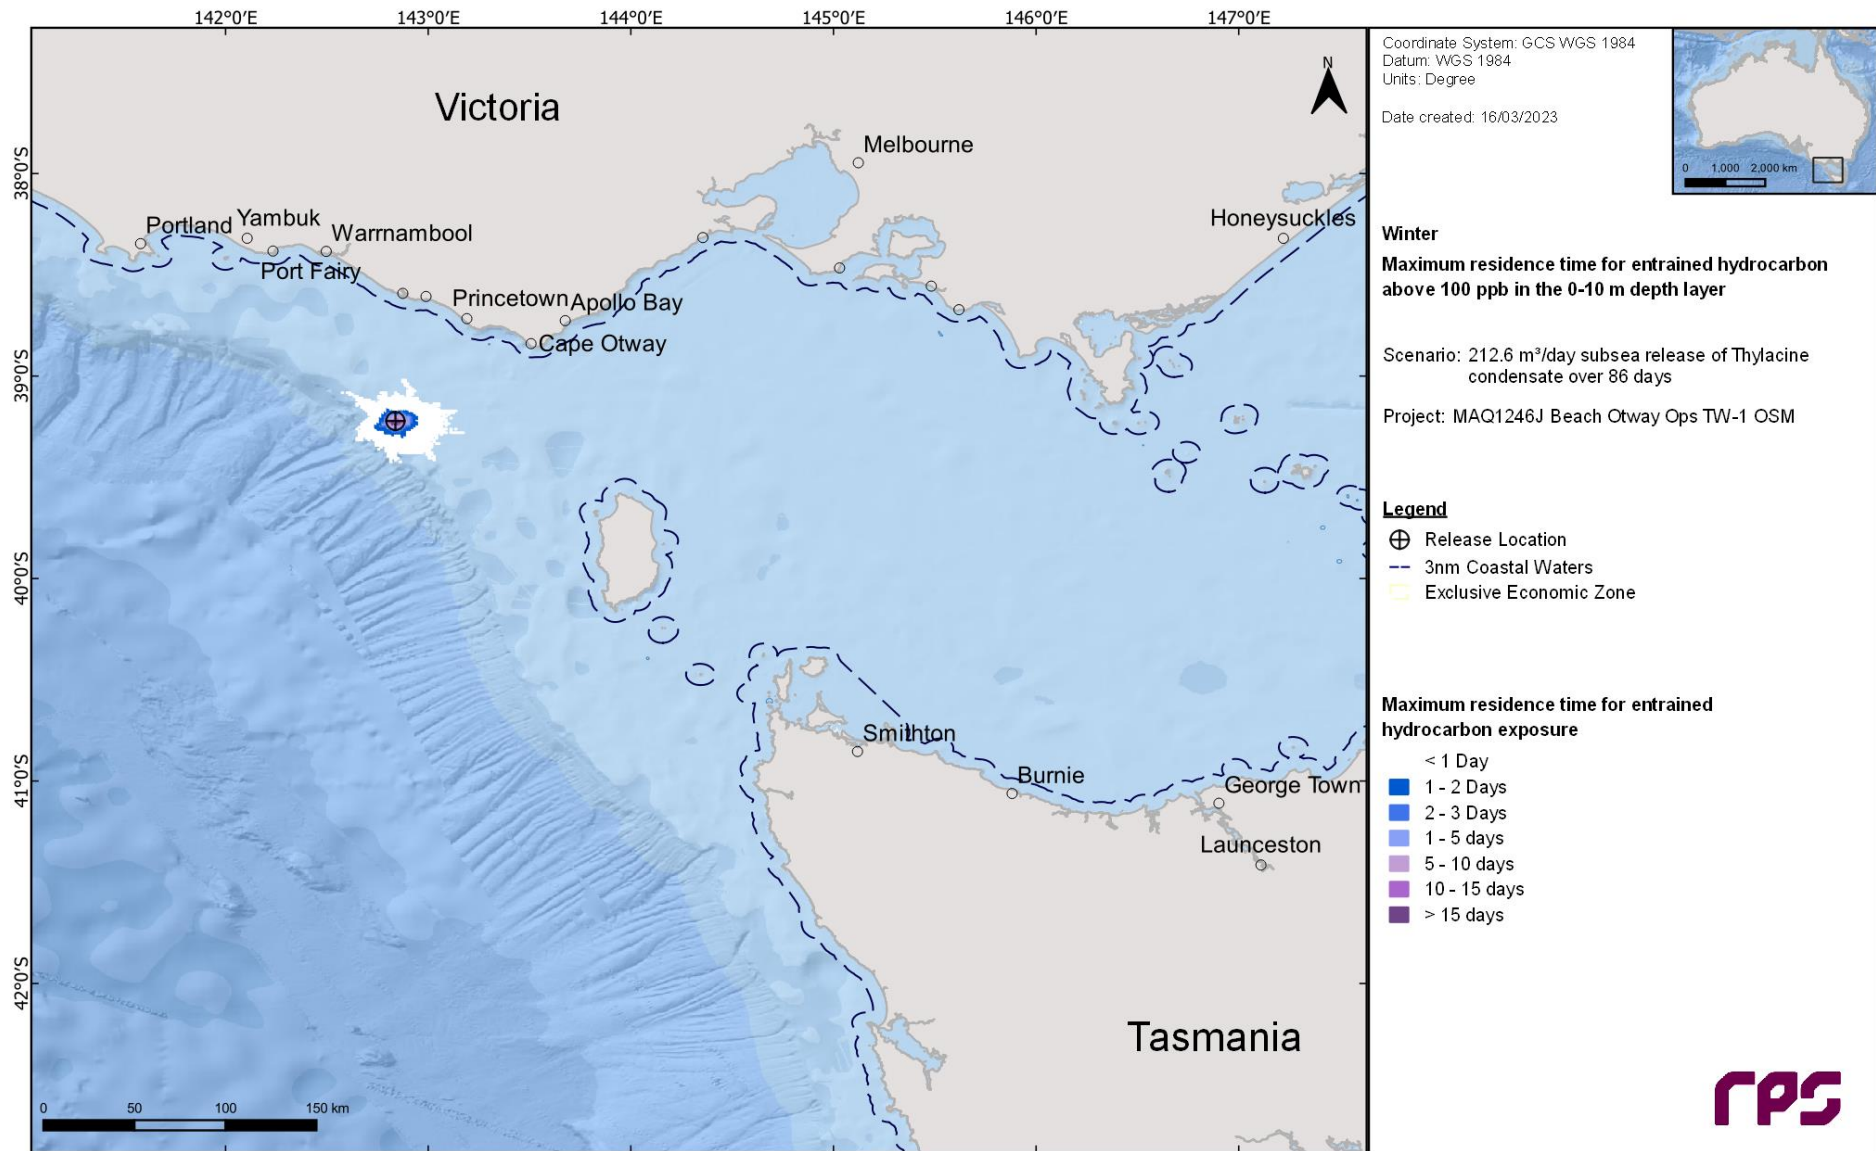 142°0'E 143°0'E 144°0'E 145°0'E 146°0'E 147°0'E
38°0'S
39°0'S
40°0'S
41°0'S
42°0'S
Victoria
N
Melbourne
Portland
Yambuk
Warrnambool
Port Fairy
Honeysuckles
Princetown
Apollo Bay
Cape Otway
Smithton
Burnie
George Town
Launceston
Tasmania
0 50 100 150 km
Coordinate System: GCS WGS 1984
Datum: WGS 1984
Units: Degree
Date created: 16/03/2023
0 1,000 2,000 km
Winter
Maximum residence time for entrained hydrocarbon
above 100 ppb in the 0-10 m depth layer
Scenario: 212.6 m³/day subsea release of Thylacine
condensate over 86 days
Project: MAQ1246J Beach Otway Ops TW-1 OSM
Legend
Release Location
3nm Coastal Waters
Exclusive Economic Zone
Maximum residence time for entrained
hydrocarbon exposure
< 1 Day
1 - 2 Days
2 - 3 Days
1 - 5 days
5 - 10 days
10 - 15 days
> 15 days
rps